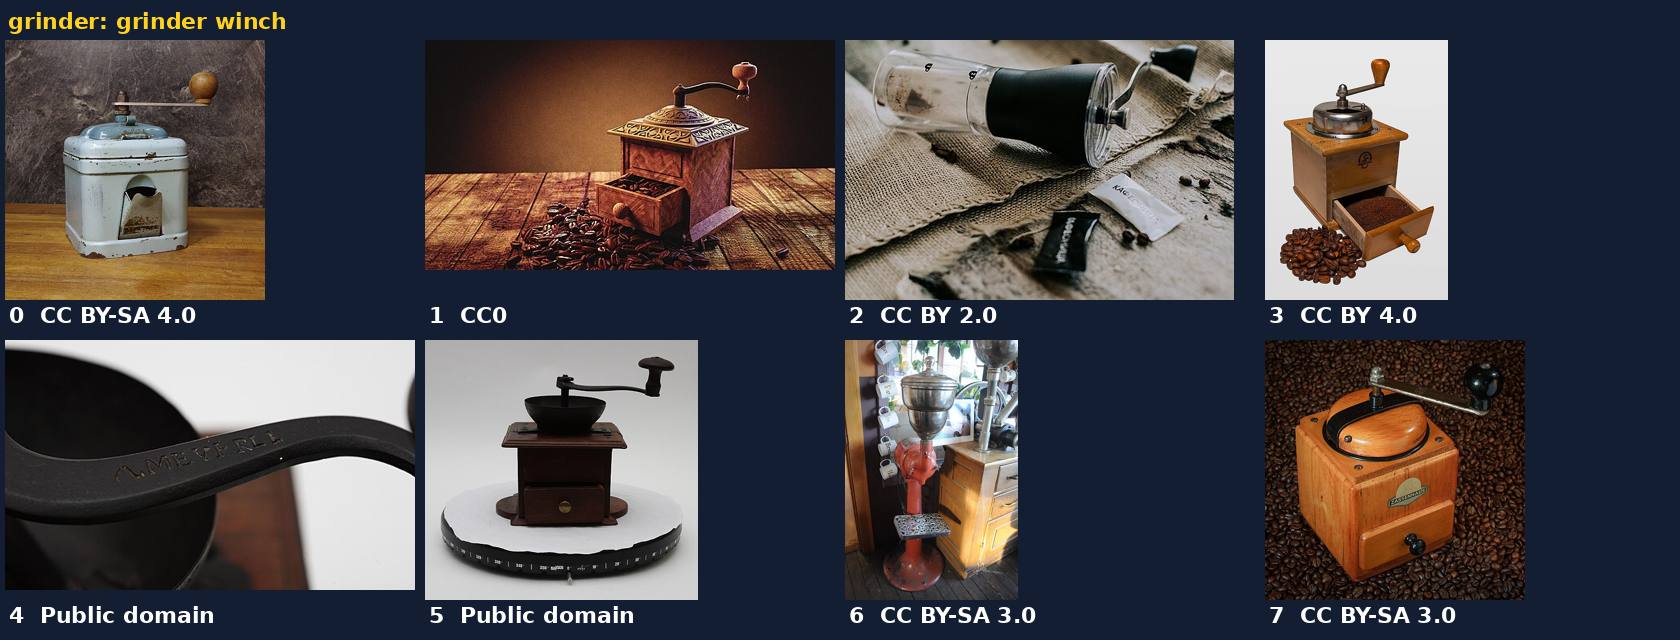 grinder: grinder winch
0 CC BY-SA 4.0
1 CC0
2 CC BY 2.0
3 CC BY 4.0
4 Public domain
5 Public domain
6 CC BY-SA 3.0
7 CC BY-SA 3.0
ZASSENHAUS